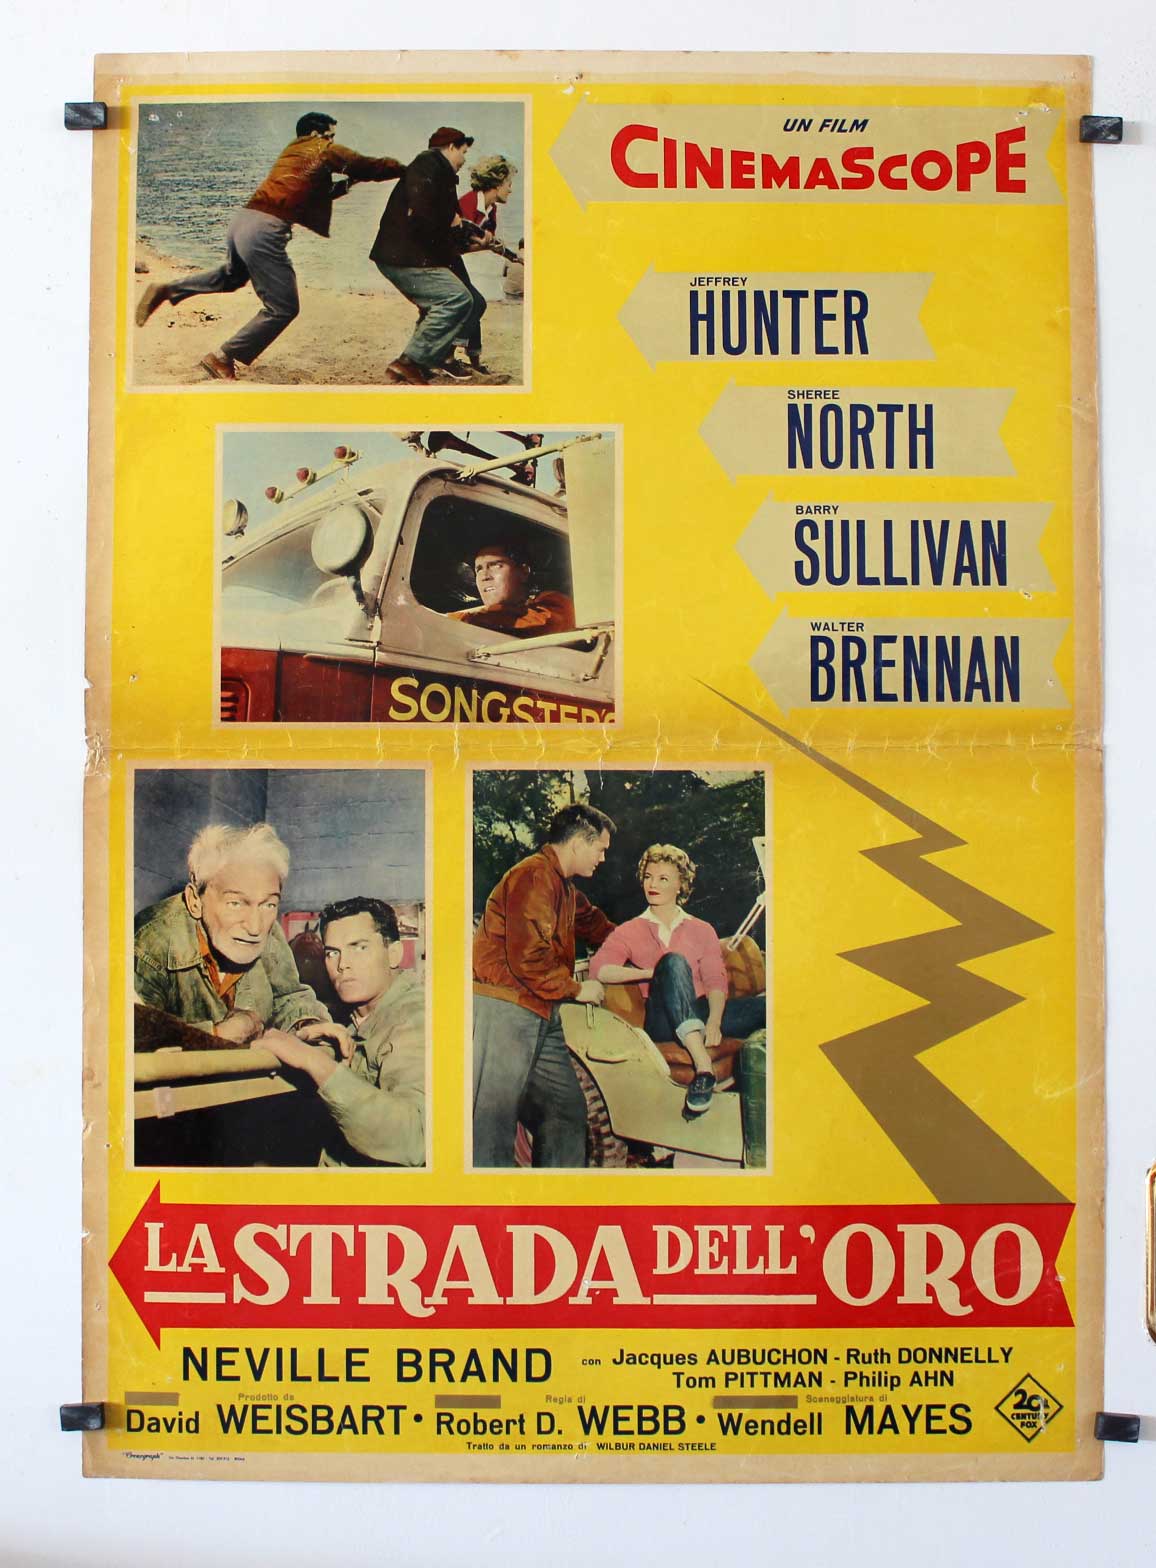 UN FILM
CINEMASCOPE
JEFFREY
HUNTER
SHEREE
NORTH
BARRY
SULLIVAN
WALTER
BRENNAN
SONGSTER'S
LA STRADA DELL'ORO
NEVILLE BRAND con Jacques AUBUCHON - Ruth DONNELLY
Tom PITTMAN - Philip AHN
Prodotto da Regia di Sceneggiatura di
David WEISBART • Robert D. WEBB • Wendell MAYES
Tratto da un romanzo di WILBUR DANIEL STEELE
20th
CENTURY
FOX